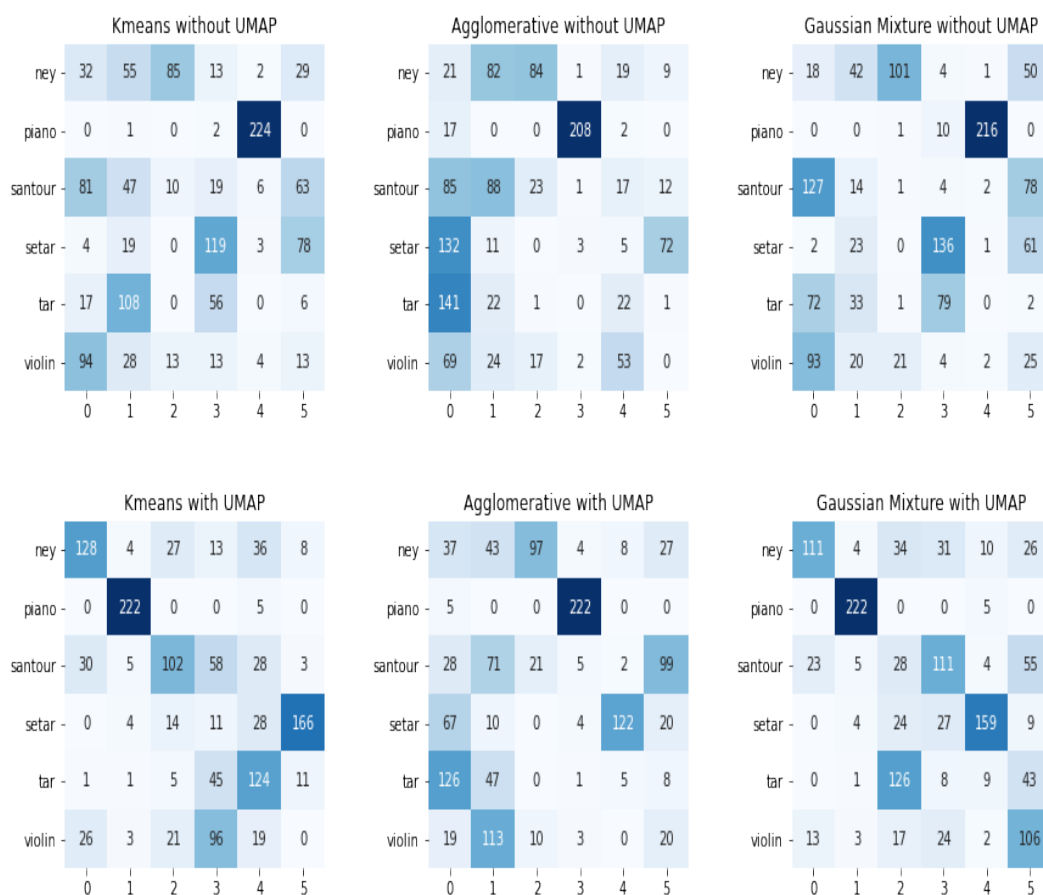 Kmeans without UMAP Agglomerative without UMAP Gaussian Mixture without UMAP
ney 32 55 85 13 2 29 ney 21 82 84 1 19 9 ney 18 42 101 4 1 50
piano 0 1 0 2 224 0 piano 17 0 0 208 2 0 piano 0 0 1 10 216 0
santour 81 47 10 19 6 63 santour 85 88 23 1 17 12 santour 127 14 1 4 2 78
setar 4 19 0 119 3 78 setar 132 11 0 3 5 72 setar 2 23 0 136 1 61
tar 17 108 0 56 0 6 tar 141 22 1 0 22 1 tar 72 33 1 79 0 2
violin 94 28 13 13 4 13 violin 69 24 17 2 53 0 violin 93 20 21 4 2 25
0 1 2 3 4 5 0 1 2 3 4 5 0 1 2 3 4 5
Kmeans with UMAP Agglomerative with UMAP Gaussian Mixture with UMAP
ney 128 4 27 13 36 8 ney 37 43 97 4 8 27 ney 111 4 34 31 10 26
piano 0 222 0 0 5 0 piano 5 0 0 222 0 0 piano 0 222 0 0 5 0
santour 30 5 102 58 28 3 santour 28 71 21 5 2 99 santour 23 5 28 111 4 55
setar 0 4 14 11 28 166 setar 67 10 0 4 122 20 setar 0 4 24 27 159 9
tar 1 1 5 45 124 11 tar 126 47 0 1 5 8 tar 0 1 126 8 9 43
violin 26 3 21 96 19 0 violin 19 113 10 3 0 20 violin 13 3 17 24 2 106
0 1 2 3 4 5 0 1 2 3 4 5 0 1 2 3 4 5